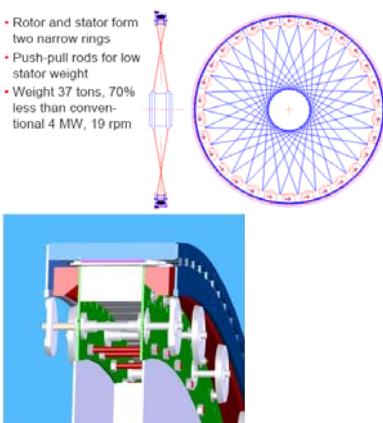 • Rotor and stator form
two narrow rings
• Push-pull rods for low
stator weight
• Weight 37 tons, 70%
less than conven-
tional 4 MW, 19 rpm